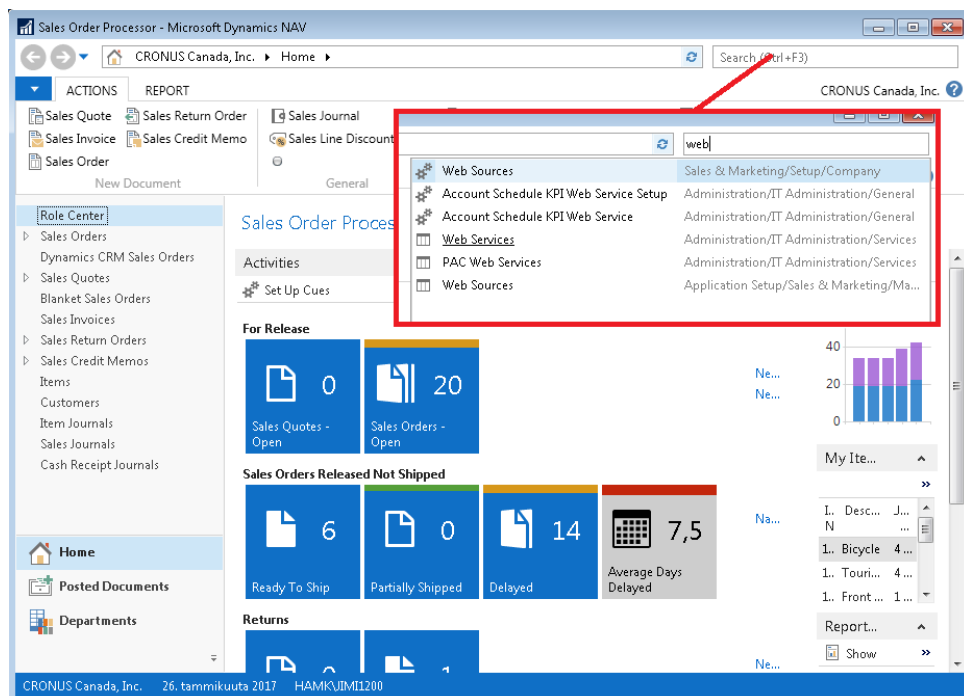 Sales Order Processor - Microsoft Dynamics NAV
CRONUS Canada, Inc. Home
Search (Ctrl+F3)
ACTIONS REPORT
CRONUS Canada, Inc.
Sales Quote Sales Return Order Sales Journal
Sales Invoice Sales Credit Memo Sales Line Discount
Sales Order
New Document General
web
Web Sources Sales & Marketing/Setup/Company
Account Schedule KPI Web Service Setup Administration/IT Administration/General
Account Schedule KPI Web Service Administration/IT Administration/General
Web Services Administration/IT Administration/Services
PAC Web Services Administration/IT Administration/Services
Web Sources Application Setup/Sales & Marketing/Ma...
Role Center
Sales Orders
Dynamics CRM Sales Orders
Sales Quotes
Blanket Sales Orders
Sales Invoices
Sales Return Orders
Sales Credit Memos
Items
Customers
Item Journals
Sales Journals
Cash Receipt Journals
Home
Posted Documents
Departments
Sales Order Proces
Activities
Set Up Cues
For Release
0
Sales Quotes -
Open
20
Sales Orders -
Open
Ne...
Ne...
Sales Orders Released Not Shipped
6
Ready To Ship
0
Partially Shipped
14
Delayed
7,5
Average Days
Delayed
Na...
Returns
1
Ne...
40
20
0
My Ite...
I.. Desc... J...
N ...
1.. Bicycle 4 ...
1.. Touri... 4 ...
1.. Front ... 1 ...
Report...
Show
CRONUS Canada, Inc. 26. tammikuuta 2017 HAMK\JIMI1200